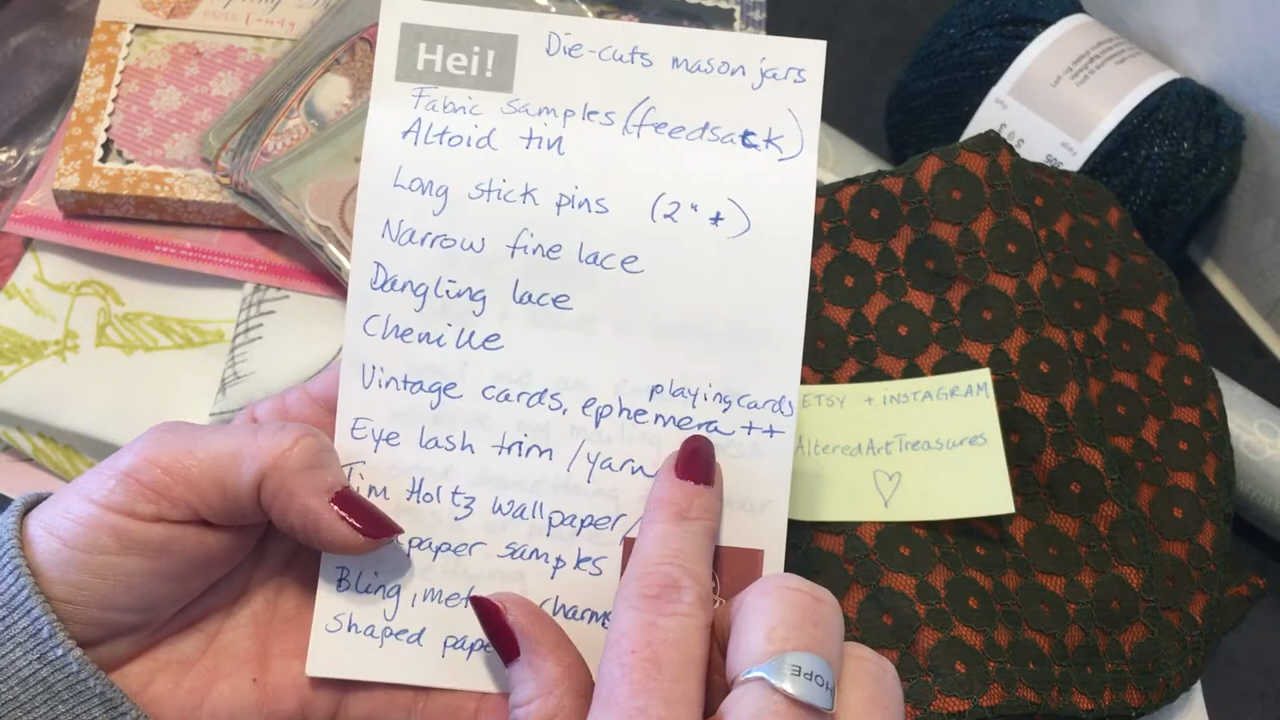 Hei!
Die-cuts mason jars
Fabric samples (feedsack)
Altoid tin
Long stick pins (2"+)
Narrow fine lace
Dangling lace
Chenille
playing cards
Vintage cards, ephemera ++
Eye lash trim /yarn
Tim Holtz wallpaper/
paper samples
Bling, charms
Shaped
ETSY + INSTAGRAM
AlteredArtTreasures
HOPE